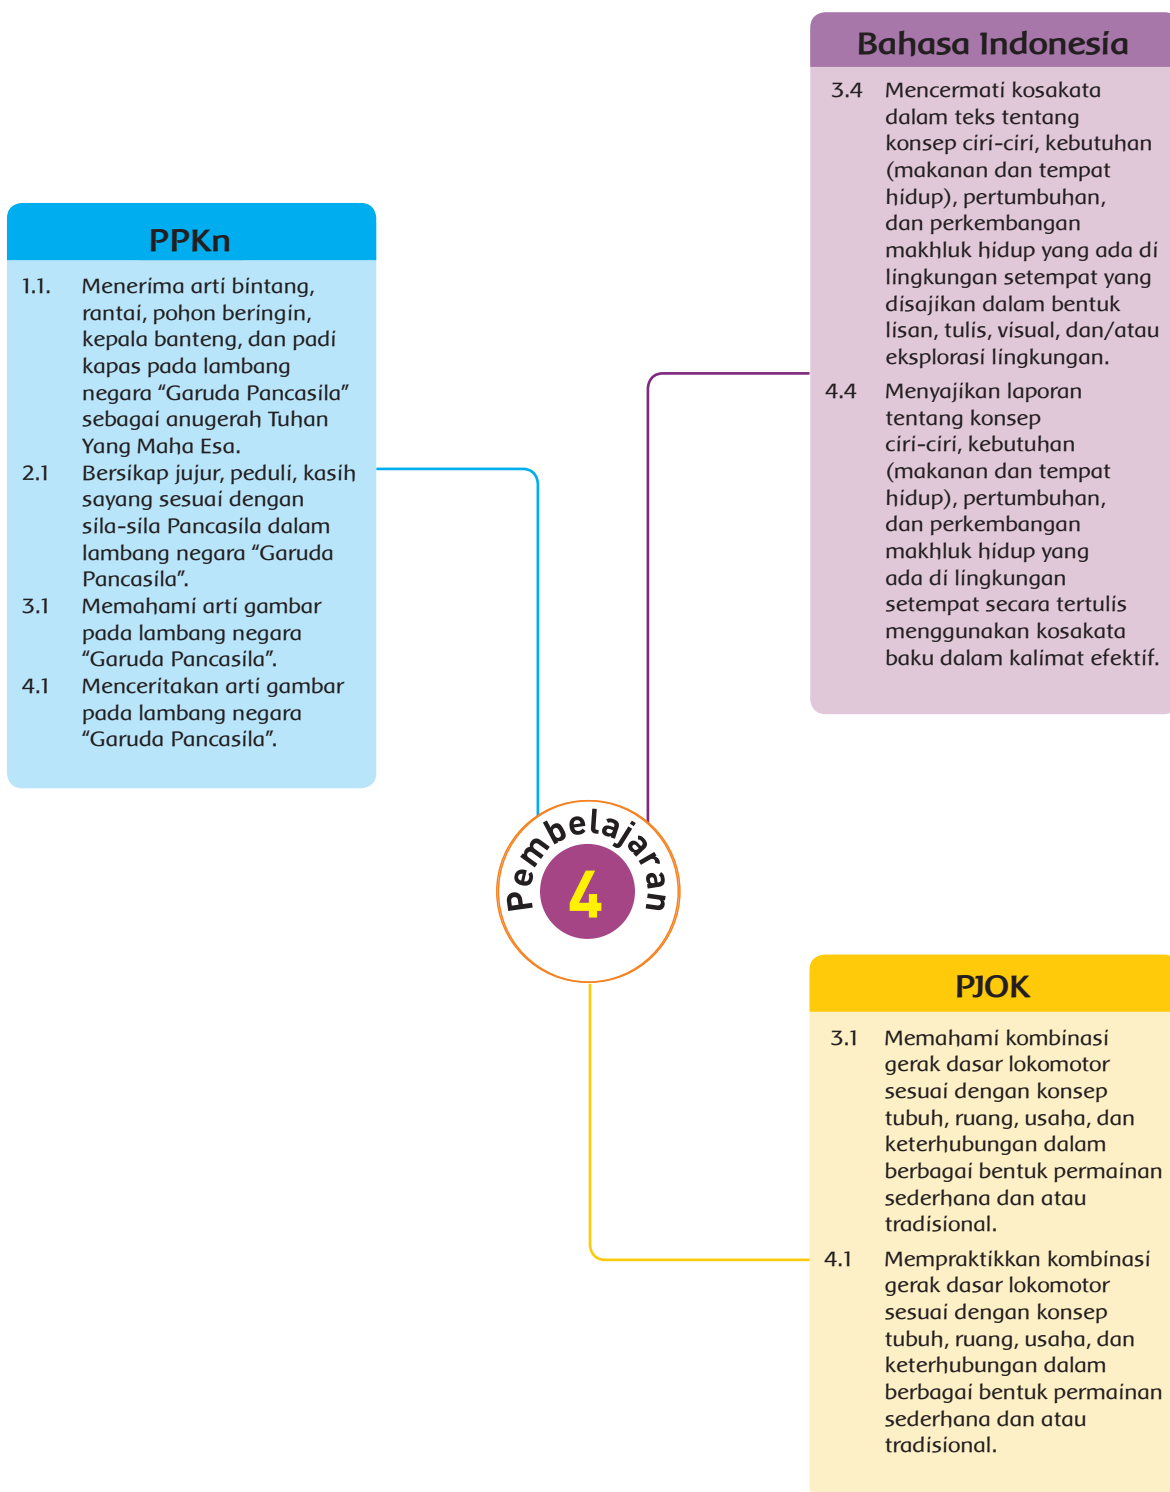 PPKn
1.1. Menerima arti bintang,
rantai, pohon beringin,
kepala banteng, dan padi
kapas pada lambang
negara “Garuda Pancasila”
sebagai anugerah Tuhan
Yang Maha Esa.
2.1 Bersikap jujur, peduli, kasih
sayang sesuai dengan
sila-sila Pancasila dalam
lambang negara “Garuda
Pancasila”.
3.1 Memahami arti gambar
pada lambang negara
“Garuda Pancasila”.
4.1 Menceritakan arti gambar
pada lambang negara
“Garuda Pancasila”.
Bahasa Indonesia
3.4 Mencermati kosakata
dalam teks tentang
konsep ciri-ciri, kebutuhan
(makanan dan tempat
hidup), pertumbuhan,
dan perkembangan
makhluk hidup yang ada di
lingkungan setempat yang
disajikan dalam bentuk
lisan, tulis, visual, dan/atau
eksplorasi lingkungan.
4.4 Menyajikan laporan
tentang konsep
ciri-ciri, kebutuhan
(makanan dan tempat
hidup), pertumbuhan,
dan perkembangan
makhluk hidup yang
ada di lingkungan
setempat secara tertulis
menggunakan kosakata
baku dalam kalimat efektif.
Pembelajaran
4
PJOK
3.1 Memahami kombinasi
gerak dasar lokomotor
sesuai dengan konsep
tubuh, ruang, usaha, dan
keterhubungan dalam
berbagai bentuk permainan
sederhana dan atau
tradisional.
4.1 Mempraktikkan kombinasi
gerak dasar lokomotor
sesuai dengan konsep
tubuh, ruang, usaha, dan
keterhubungan dalam
berbagai bentuk permainan
sederhana dan atau
tradisional.